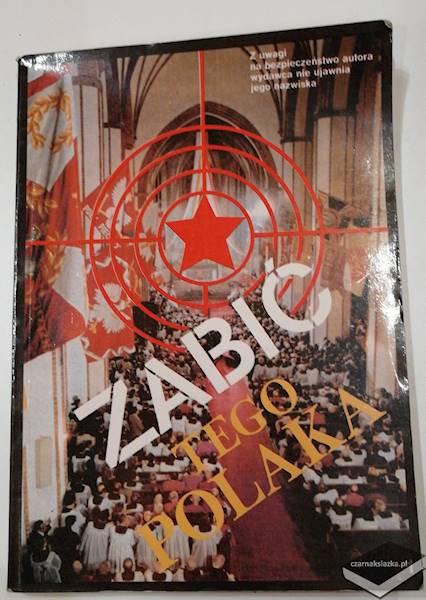 Z uwagi
na bezpieczeństwo autora
wydawca nie ujawnia
jego nazwiska
ZABIĆ
TEGO
POLAKA
czarnaksiazka.pl